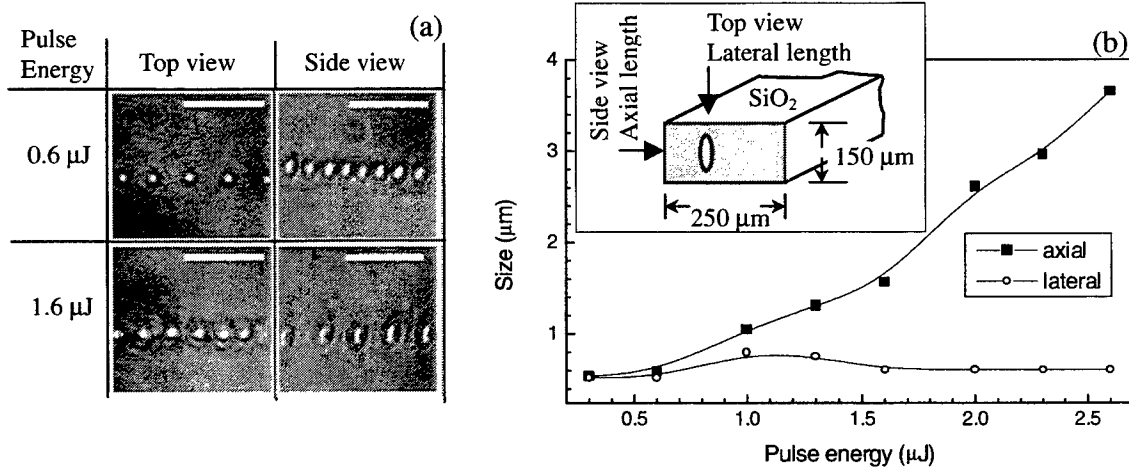 (a)
Pulse
Energy
Top view
Side view
0.6 µJ
1.6 µJ
(b)
Top view
Lateral length
Side view
Axial length
SiO₂
150 µm
250 µm
4
3
2
1
Size (µm)
axial
lateral
0.5
1.0
1.5
2.0
2.5
Pulse energy (µJ)